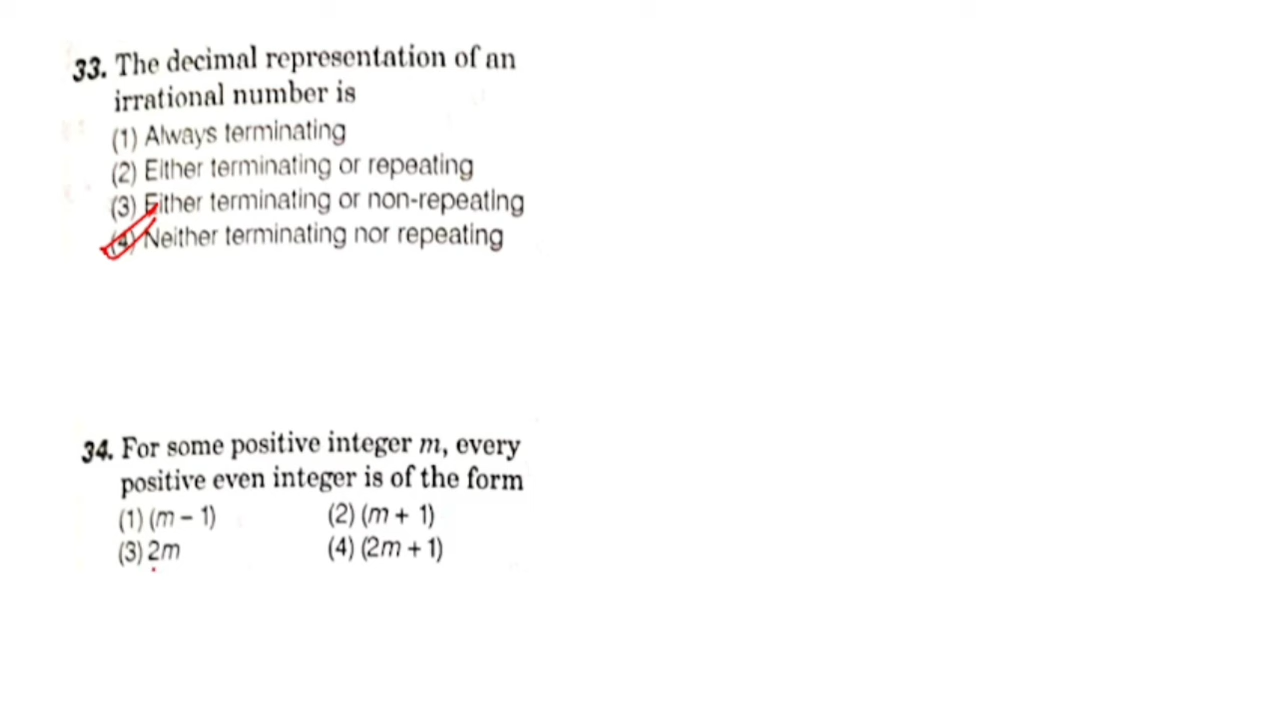 33. The decimal representation of an
irrational number is
(1) Always terminating
(2) Either terminating or repeating
(3) Either terminating or non-repeating
(4) Neither terminating nor repeating
34. For some positive integer m, every
positive even integer is of the form
(1) (m – 1) (2) (m + 1)
(3) 2m (4) (2m + 1)